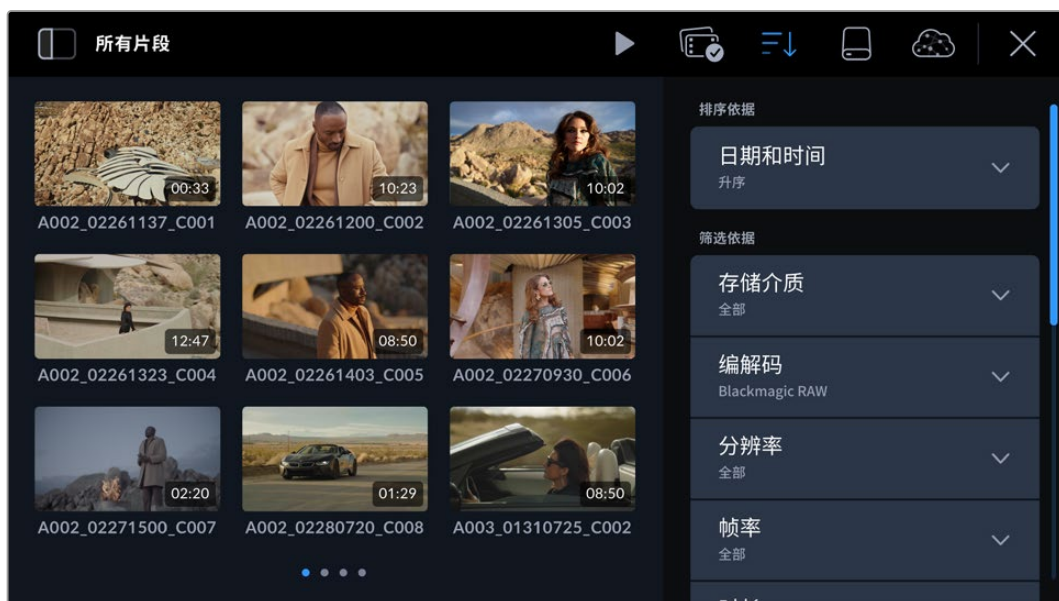 所有片段
00:33
10:23
10:02
A002_02261137_C001
A002_02261200_C002
A002_02261305_C003
12:47
08:50
10:02
A002_02261323_C004
A002_02261403_C005
A002_02270930_C006
02:20
01:29
08:50
A002_02271500_C007
A002_02280720_C008
A003_01310725_C002
排序依据
日期和时间
升序
筛选依据
存储介质
全部
编解码
Blackmagic RAW
分辨率
全部
帧率
全部